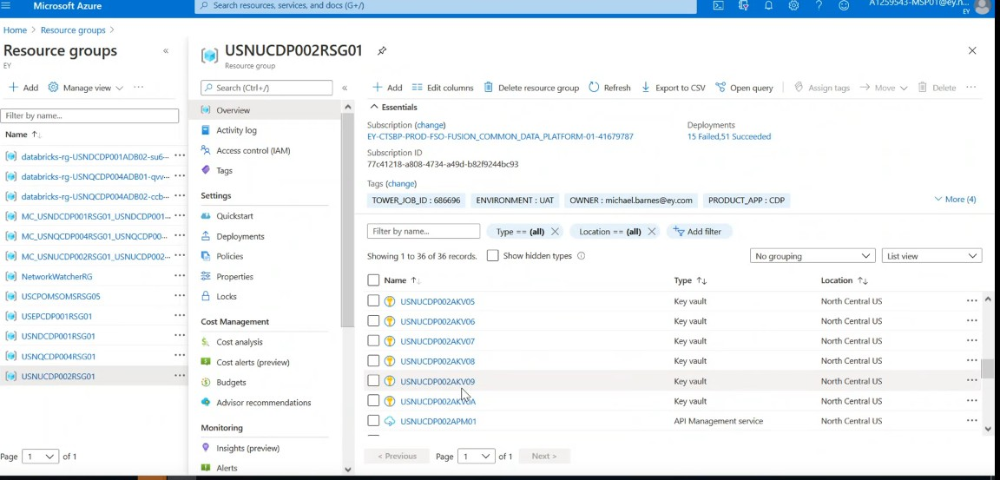 Microsoft Azure
Search resources, services, and docs (G+/)
A1259543-MSP01@ey.n...
EY
Home > Resource groups >
Resource groups
EY
Add Manage view
Filter by name...
Name
databricks-rg-USNDCDP001ADB02-su6...
databricks-rg-USNQCDP004ADB01-qvv...
databricks-rg-USNQCDP004ADB02-ccb...
MC_USNDCDP001RSG01_USNDCDP001...
MC_USNQCDP004RSG01_USNQCDP00...
MC_USNUCDP002RSG01_USNUCDP002...
NetworkWatcherRG
USCPOMSOMSRSG05
USEPCDP001RSG01
USNDCDP001RSG01
USNQCDP004RSG01
USNUCDP002RSG01
Page 1 of 1
USNUCDP002RSG01
Resource group
Search (Ctrl+/)
Overview
Activity log
Access control (IAM)
Tags
Settings
Quickstart
Deployments
Policies
Properties
Locks
Cost Management
Cost analysis
Cost alerts (preview)
Budgets
Advisor recommendations
Monitoring
Insights (preview)
Alerts
Add Edit columns Delete resource group Refresh Export to CSV Open query Assign tags Move Delete
Essentials
Subscription (change) Deployments
EY-CTSBP-PROD-FSO-FUSION_COMMON_DATA_PLATFORM-01-41679787 15 Failed,51 Succeeded
Subscription ID
77c41218-a808-4734-a49d-b82f9244bc93
Tags (change)
TOWER_JOB_ID : 686696 ENVIRONMENT : UAT OWNER : michael.barnes@ey.com PRODUCT_APP : CDP More (4)
Filter by name... Type == (all) Location == (all) Add filter
Showing 1 to 36 of 36 records. Show hidden types No grouping List view
Name Type Location
USNUCDP002AKV05 Key vault North Central US
USNUCDP002AKV06 Key vault North Central US
USNUCDP002AKV07 Key vault North Central US
USNUCDP002AKV08 Key vault North Central US
USNUCDP002AKV09 Key vault North Central US
USNUCDP002AKV0A Key vault North Central US
USNUCDP002APM01 API Management service North Central US
< Previous Page 1 of 1 Next >